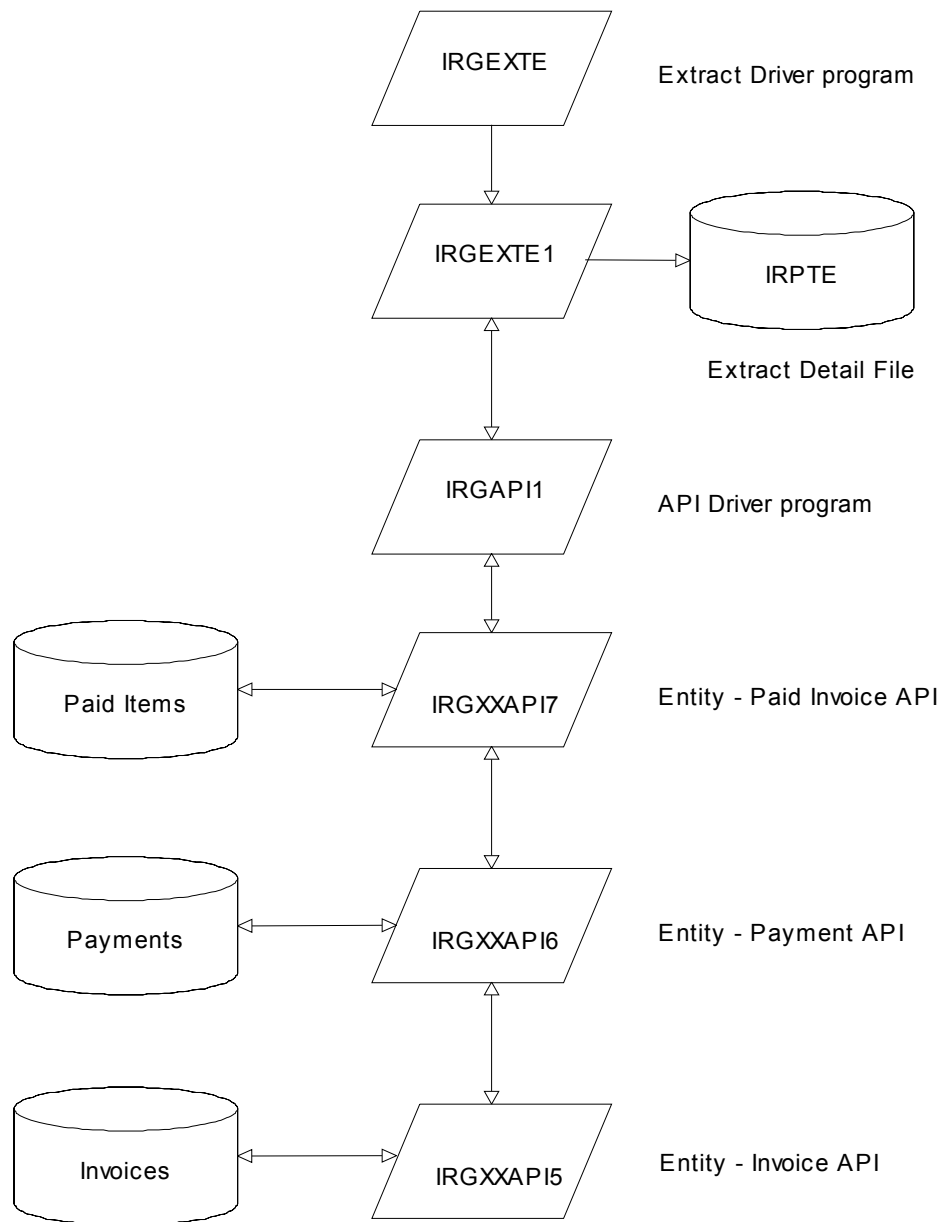 IRGEXTE
Extract Driver program
IRGEXTE1
IRPTE
Extract Detail File
IRGAPI1
API Driver program
Paid Items
IRGXXAPI7
Entity - Paid Invoice API
Payments
IRGXXAPI6
Entity - Payment API
Invoices
IRGXXAPI5
Entity - Invoice API